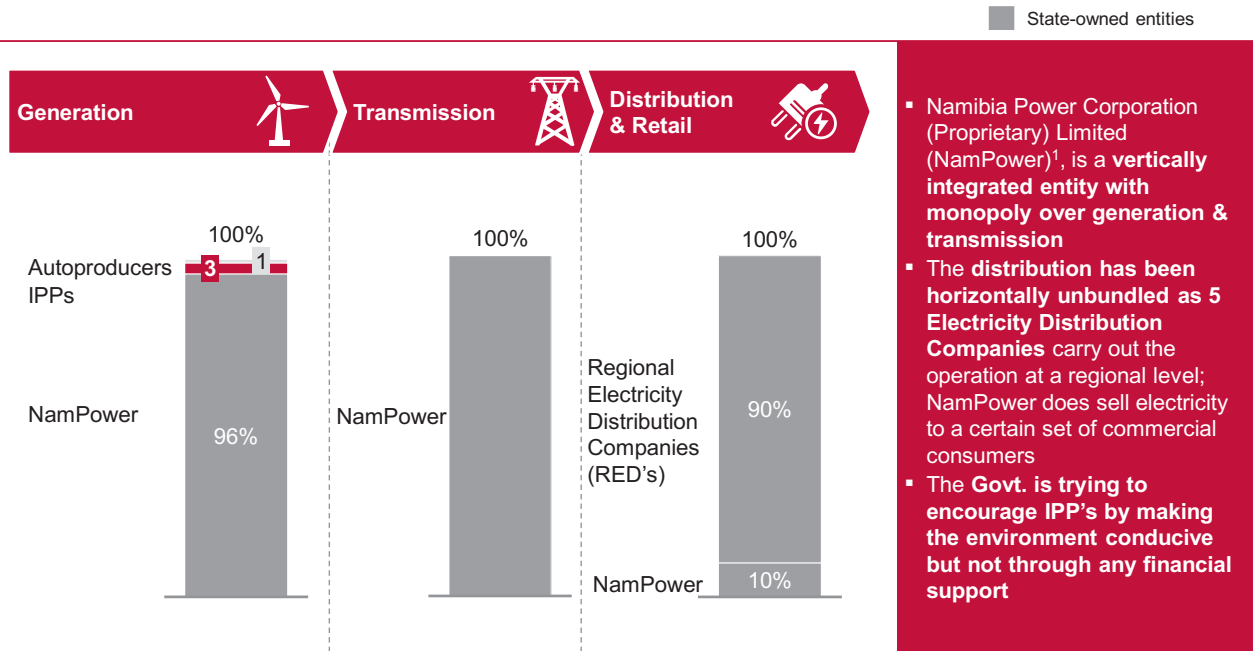 State-owned entities
Generation
Transmission
Distribution
& Retail
100%
Autoproducers
IPPs
3
1
NamPower
96%
100%
NamPower
100%
Regional
Electricity
Distribution
Companies
(RED's)
90%
NamPower
10%
▪ Namibia Power Corporation
(Proprietary) Limited
(NamPower)¹, is a vertically
integrated entity with
monopoly over generation &
transmission
▪ The distribution has been
horizontally unbundled as 5
Electricity Distribution
Companies carry out the
operation at a regional level;
NamPower does sell electricity
to a certain set of commercial
consumers
▪ The Govt. is trying to
encourage IPP's by making
the environment conducive
but not through any financial
support